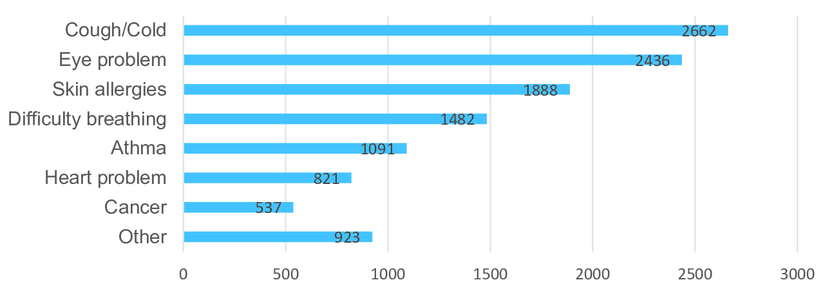 Cough/Cold 2662
Eye problem 2436
Skin allergies 1888
Difficulty breathing 1482
Athma 1091
Heart problem 821
Cancer 537
Other 923
0 500 1000 1500 2000 2500 3000